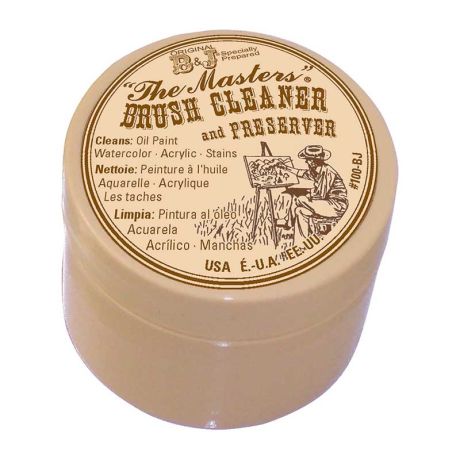 ORIGINAL
B&J Specially Prepared
"The Masters"®
BRUSH CLEANER
and PRESERVER
Cleans: Oil Paint
Watercolor · Acrylic · Stains
Nettoie: Peinture à l'huile
Aquarelle · Acrylique
Les taches
Limpia: Pintura al óleo
Acuarela
Acrílico · Manchas
USA É.-U.A. EE.UU.
#100-BJ